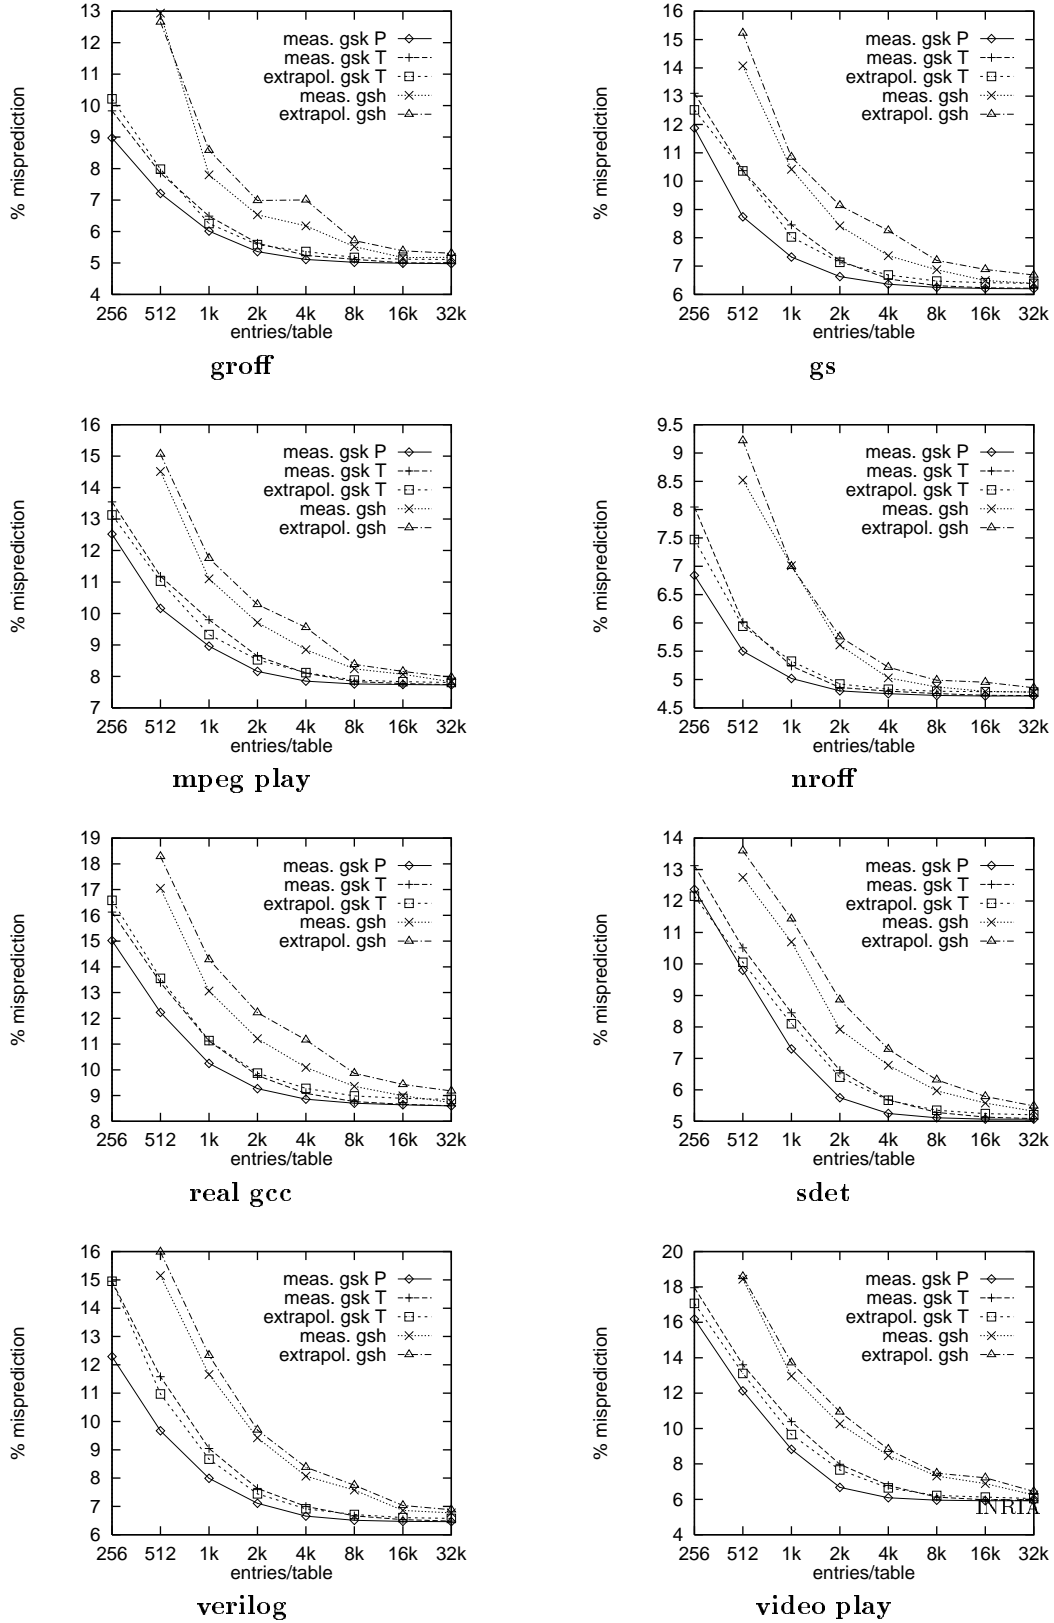 13
12
11
10
9
8
7
6
5
4
% misprediction
meas. gsk P
meas. gsk T
extrapol. gsk T
meas. gsh
extrapol. gsh
256 512 1k 2k 4k 8k 16k 32k
entries/table
groff
16
15
14
13
12
11
10
9
8
7
6
% misprediction
meas. gsk P
meas. gsk T
extrapol. gsk T
meas. gsh
extrapol. gsh
256 512 1k 2k 4k 8k 16k 32k
entries/table
gs
16
15
14
13
12
11
10
9
8
7
% misprediction
meas. gsk P
meas. gsk T
extrapol. gsk T
meas. gsh
extrapol. gsh
256 512 1k 2k 4k 8k 16k 32k
entries/table
mpeg play
9.5
9
8.5
8
7.5
7
6.5
6
5.5
5
4.5
% misprediction
meas. gsk P
meas. gsk T
extrapol. gsk T
meas. gsh
extrapol. gsh
256 512 1k 2k 4k 8k 16k 32k
entries/table
nroff
19
18
17
16
15
14
13
12
11
10
9
8
% misprediction
meas. gsk P
meas. gsk T
extrapol. gsk T
meas. gsh
extrapol. gsh
256 512 1k 2k 4k 8k 16k 32k
entries/table
real gcc
14
13
12
11
10
9
8
7
6
5
% misprediction
meas. gsk P
meas. gsk T
extrapol. gsk T
meas. gsh
extrapol. gsh
256 512 1k 2k 4k 8k 16k 32k
entries/table
sdet
16
15
14
13
12
11
10
9
8
7
6
% misprediction
meas. gsk P
meas. gsk T
extrapol. gsk T
meas. gsh
extrapol. gsh
256 512 1k 2k 4k 8k 16k 32k
entries/table
verilog
20
18
16
14
12
10
8
6
4
% misprediction
meas. gsk P
meas. gsk T
extrapol. gsk T
meas. gsh
extrapol. gsh
INRIA
256 512 1k 2k 4k 8k 16k 32k
entries/table
video play